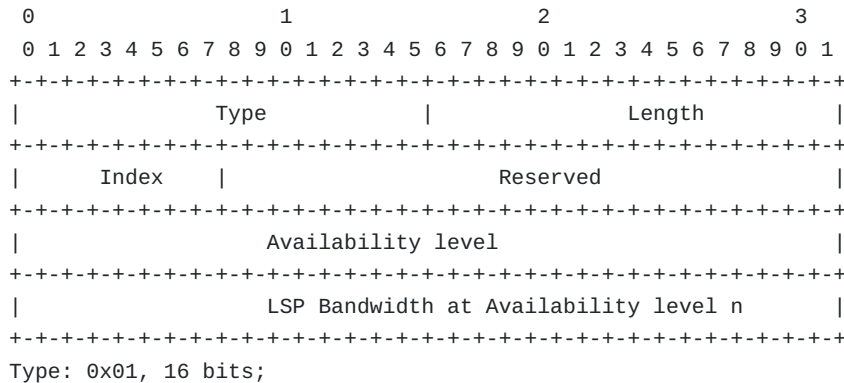 0                   1                   2                   3
 0 1 2 3 4 5 6 7 8 9 0 1 2 3 4 5 6 7 8 9 0 1 2 3 4 5 6 7 8 9 0 1
+-+-+-+-+-+-+-+-+-+-+-+-+-+-+-+-+-+-+-+-+-+-+-+-+-+-+-+-+-+-+-+-+
|               Type            |               Length          |
+-+-+-+-+-+-+-+-+-+-+-+-+-+-+-+-+-+-+-+-+-+-+-+-+-+-+-+-+-+-+-+-+
|      Index    |                     Reserved                  |
+-+-+-+-+-+-+-+-+-+-+-+-+-+-+-+-+-+-+-+-+-+-+-+-+-+-+-+-+-+-+-+-+
|                   Availability level                          |
+-+-+-+-+-+-+-+-+-+-+-+-+-+-+-+-+-+-+-+-+-+-+-+-+-+-+-+-+-+-+-+-+
|                   LSP Bandwidth at Availability level n       |
+-+-+-+-+-+-+-+-+-+-+-+-+-+-+-+-+-+-+-+-+-+-+-+-+-+-+-+-+-+-+-+-+
Type: 0x01, 16 bits;